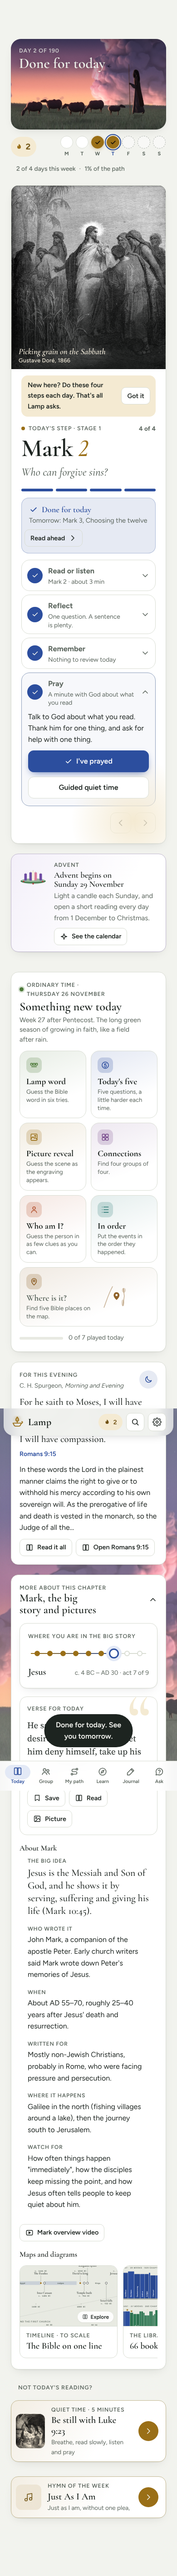 DAY 2 OF 190
Done for today
2
M T W T F S S
2 of 4 days this week · 1% of the path
Picking grain on the Sabbath
Gustave Doré, 1866
New here? Do these four
steps each day. That's all
Lamp asks.
Got it
TODAY'S STEP · STAGE 1
4 of 4
Mark 2
Who can forgive sins?
Done for today
Tomorrow: Mark 3, Choosing the twelve
Read ahead
Read or listen
Mark 2 · about 3 min
Reflect
One question. A sentence
is plenty.
Remember
Nothing to review today
Pray
A minute with God about what
you read
Talk to God about what you read.
Thank him for one thing, and ask for
help with one thing.
I've prayed
Guided quiet time
ADVENT
Advent begins on
Sunday 29 November
Light a candle each Sunday, and
open a short reading every day
from 1 December to Christmas.
See the calendar
ORDINARY TIME ·
THURSDAY 26 NOVEMBER
Something new today
Week 27 after Pentecost. The long green
season of growing in faith, like a field
after rain.
Lamp word
Guess the Bible
word in six tries.
Today's five
Five questions, a
little harder each
time.
Picture reveal
Guess the scene as
the engraving
appears.
Connections
Find four groups of
four.
Who am I?
Guess the person in
as few clues as you
can.
In order
Put the events in
the order they
happened.
Where is it?
Find five Bible places on
the map.
0 of 7 played today
FOR THIS EVENING
C. H. Spurgeon, Morning and Evening
For he saith to Moses, I will have
Lamp
2
I will have compassion.
Romans 9:15
In these words the Lord in the plainest
manner claims the right to give or to
withhold his mercy according to his own
sovereign will. As the prerogative of life
and death is vested in the monarch, so the
Judge of all the...
Read it all
Open Romans 9:15
MORE ABOUT THIS CHAPTER
Mark, the big
story and pictures
WHERE YOU ARE IN THE BIG STORY
Jesus
c. 4 BC – AD 30 · act 7 of 9
VERSE FOR TODAY
Done for today. See
you tomorrow.
him deny himself, take up his
Today
Group
My path
Learn
Journal
Ask
Save
Read
Picture
About Mark
THE BIG IDEA
Jesus is the Messiah and Son of
God, and he shows it by
serving, suffering and giving his
life (Mark 10:45).
WHO WROTE IT
John Mark, a companion of the
apostle Peter. Early church writers
said Mark wrote down Peter's
memories of Jesus.
WHEN
About AD 55–70, roughly 25–40
years after Jesus' death and
resurrection.
WRITTEN FOR
Mostly non-Jewish Christians,
probably in Rome, who were facing
pressure and persecution.
WHERE IT HAPPENS
Galilee in the north (fishing villages
around a lake), then the journey
south to Jerusalem.
WATCH FOR
How often things happen
"immediately", how the disciples
keep missing the point, and how
Jesus often tells people to keep
quiet about him.
Mark overview video
Maps and diagrams
Explore
TIMELINE · TO SCALE
The Bible on one line
THE LIBR
66 book
NOT TODAY'S READING?
QUIET TIME · 5 MINUTES
Be still with Luke
9:23
Breathe, read slowly, listen
and pray
HYMN OF THE WEEK
Just As I Am
Just as I am, without one plea,